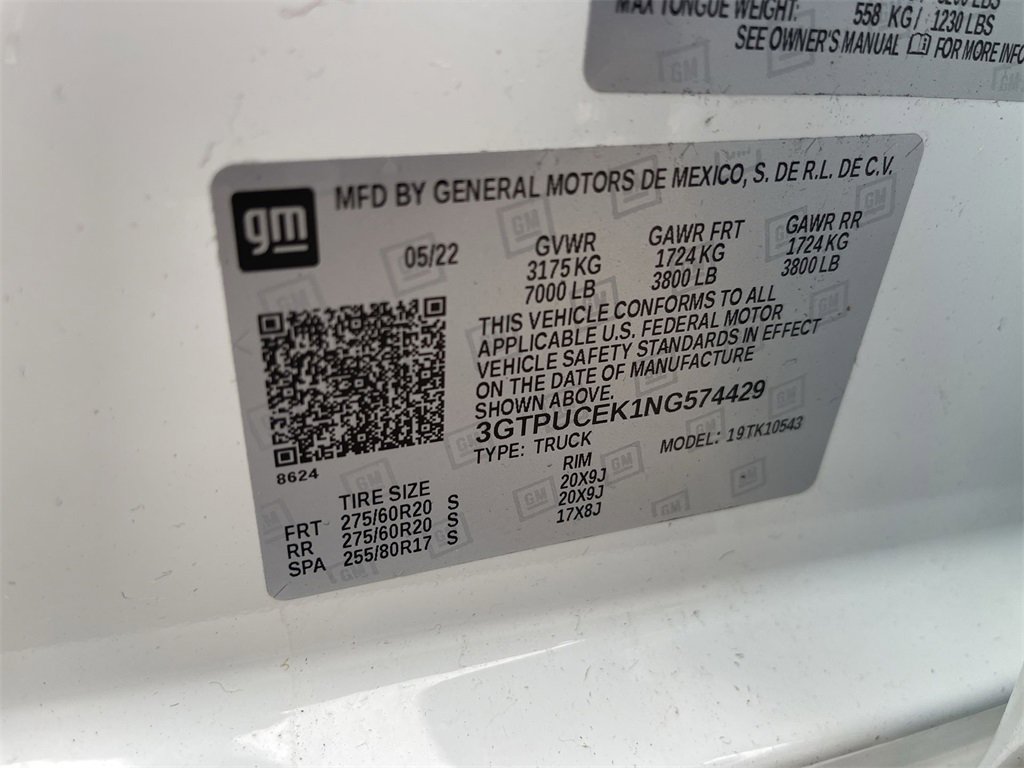 MAX TONGUE WEIGHT: 558 KG/ 1230 LBS
SEE OWNER'S MANUAL FOR MORE INFO
gm
MFD BY GENERAL MOTORS DE MEXICO, S. DE R.L. DE C.V.
05/22
GVWR GAWR FRT GAWR RR
3175 KG 1724 KG 1724 KG
7000 LB 3800 LB 3800 LB
THIS VEHICLE CONFORMS TO ALL
APPLICABLE U.S. FEDERAL MOTOR
VEHICLE SAFETY STANDARDS IN EFFECT
ON THE DATE OF MANUFACTURE
SHOWN ABOVE.
3GTPUCEK1NG574429
TYPE: TRUCK MODEL: 19TK10543
8624
TIRE SIZE RIM
FRT 275/60R20 S 20X9J
RR 275/60R20 S 20X9J
SPA 255/80R17 S 17X8J